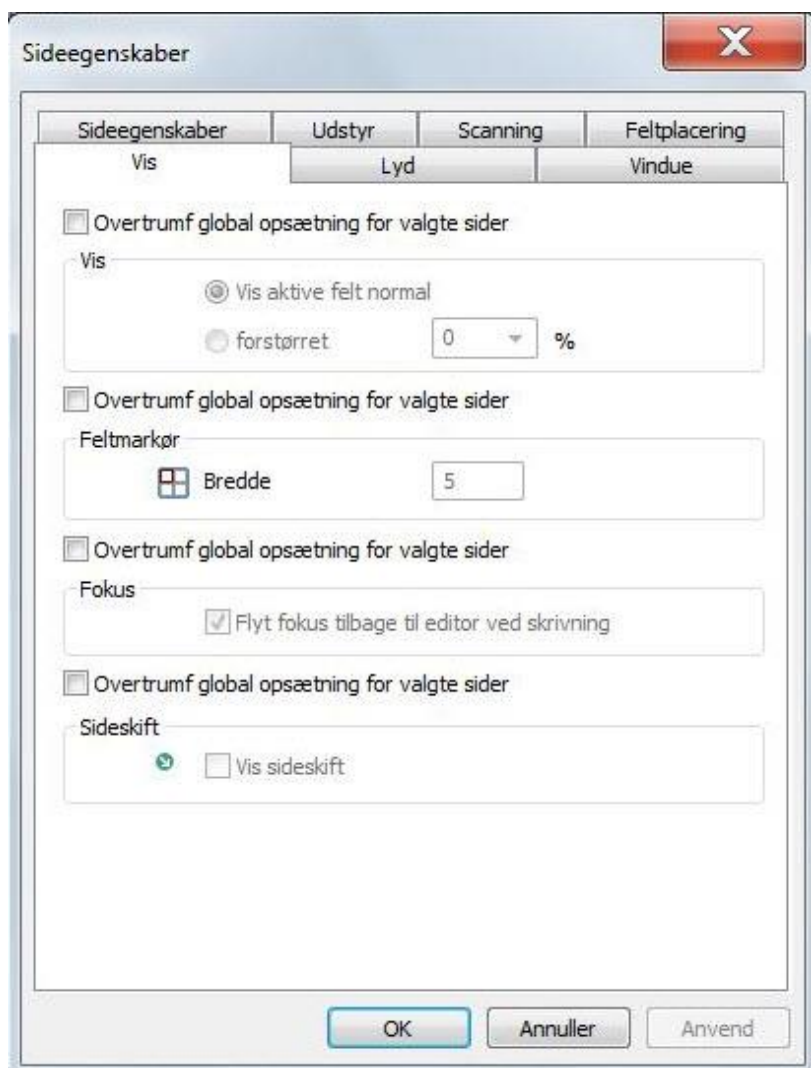 Sideegenskaber
Sideegenskaber Udstyr Scanning Feltplacering
Vis Lyd Vindue
Overtrumf global opsætning for valgte sider
Vis
Vis aktive felt normal
forstørret 0 %
Overtrumf global opsætning for valgte sider
Feltmarkør
Bredde 5
Overtrumf global opsætning for valgte sider
Fokus
Flyt fokus tilbage til editor ved skrivning
Overtrumf global opsætning for valgte sider
Sideskift
Vis sideskift
OK Annuller Anvend